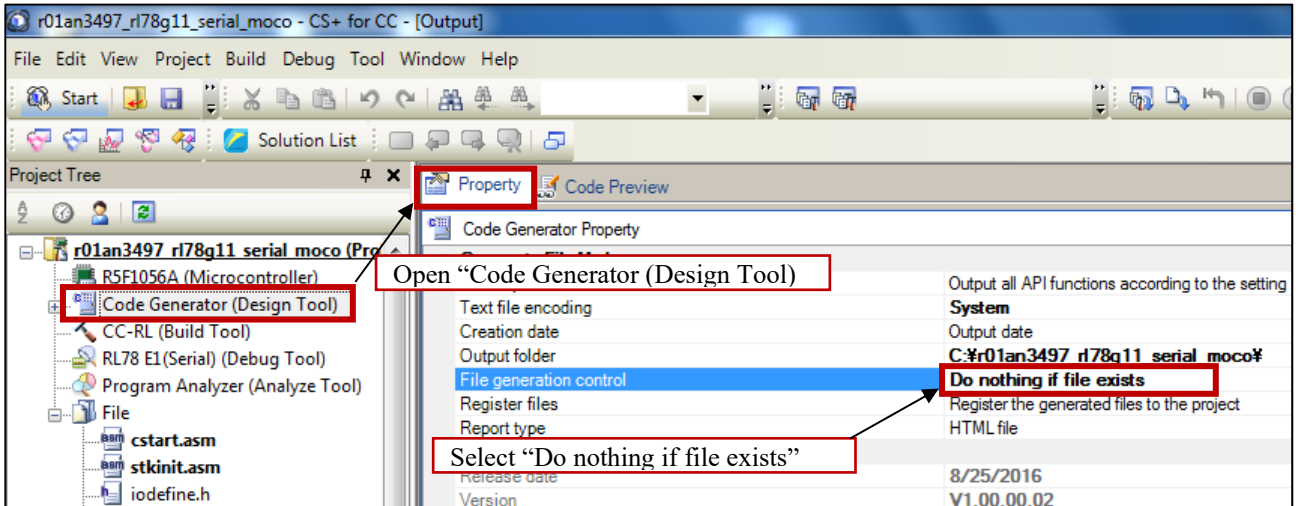 r01an3497_rl78g11_serial_moco - CS+ for CC - [Output]
File Edit View Project Build Debug Tool Window Help
Start
Solution List
Project Tree
Property Code Preview
Code Generator Property
r01an3497_rl78g11_serial_moco (Pro
R5F1056A (Microcontroller)
Open “Code Generator (Design Tool)
Output all API functions according to the setting
Code Generator (Design Tool)
Text file encoding System
CC-RL (Build Tool)
Creation date Output date
RL78 E1(Serial) (Debug Tool)
Output folder C:¥r01an3497_rl78g11_serial_moco¥
Program Analyzer (Analyze Tool)
File generation control Do nothing if file exists
File
Register files Register the generated files to the project
cstart.asm
Report type HTML file
stkinit.asm
Select “Do nothing if file exists”
iodefine.h
Release date 8/25/2016
Version V1.00.00.02